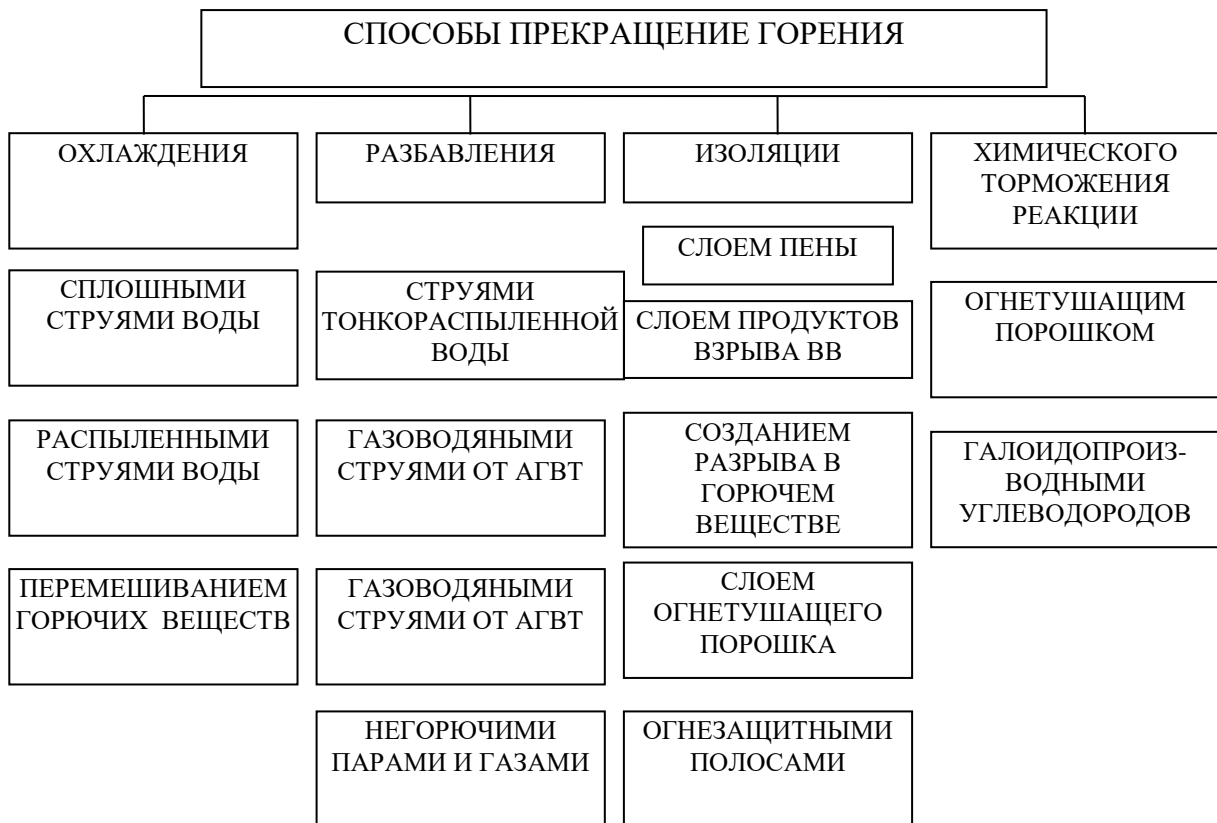 СПОСОБЫ ПРЕКРАЩЕНИЕ ГОРЕНИЯ
ОХЛАЖДЕНИЯ
СПЛОШНЫМИ
СТРУЯМИ ВОДЫ
РАСПЫЛЕННЫМИ
СТРУЯМИ ВОДЫ
ПЕРЕМЕШИВАНИЕМ
ГОРЮЧИХ ВЕЩЕСТВ
РАЗБАВЛЕНИЯ
СТРУЯМИ
ТОНКОРАСПЫЛЕННОЙ
ВОДЫ
ГАЗОВОДЯНЫМИ
СТРУЯМИ ОТ АГВТ
ГАЗОВОДЯНЫМИ
СТРУЯМИ ОТ АГВТ
НЕГОРЮЧИМИ
ПАРАМИ И ГАЗАМИ
ИЗОЛЯЦИИ
СЛОЕМ ПЕНЫ
СЛОЕМ ПРОДУКТОВ
ВЗРЫВА ВВ
СОЗДАНИЕМ
РАЗРЫВА В
ГОРЮЧЕМ
ВЕЩЕСТВЕ
СЛОЕМ
ОГНЕТУШАЩЕГО
ПОРОШКА
ОГНЕЗАЩИТНЫМИ
ПОЛОСАМИ
ХИМИЧЕСКОГО
ТОРМОЖЕНИЯ
РЕАКЦИИ
ОГНЕТУШАЩИМ
ПОРОШКОМ
ГАЛОИДОПРОИЗ-
ВОДНЫМИ
УГЛЕВОДОРОДОВ